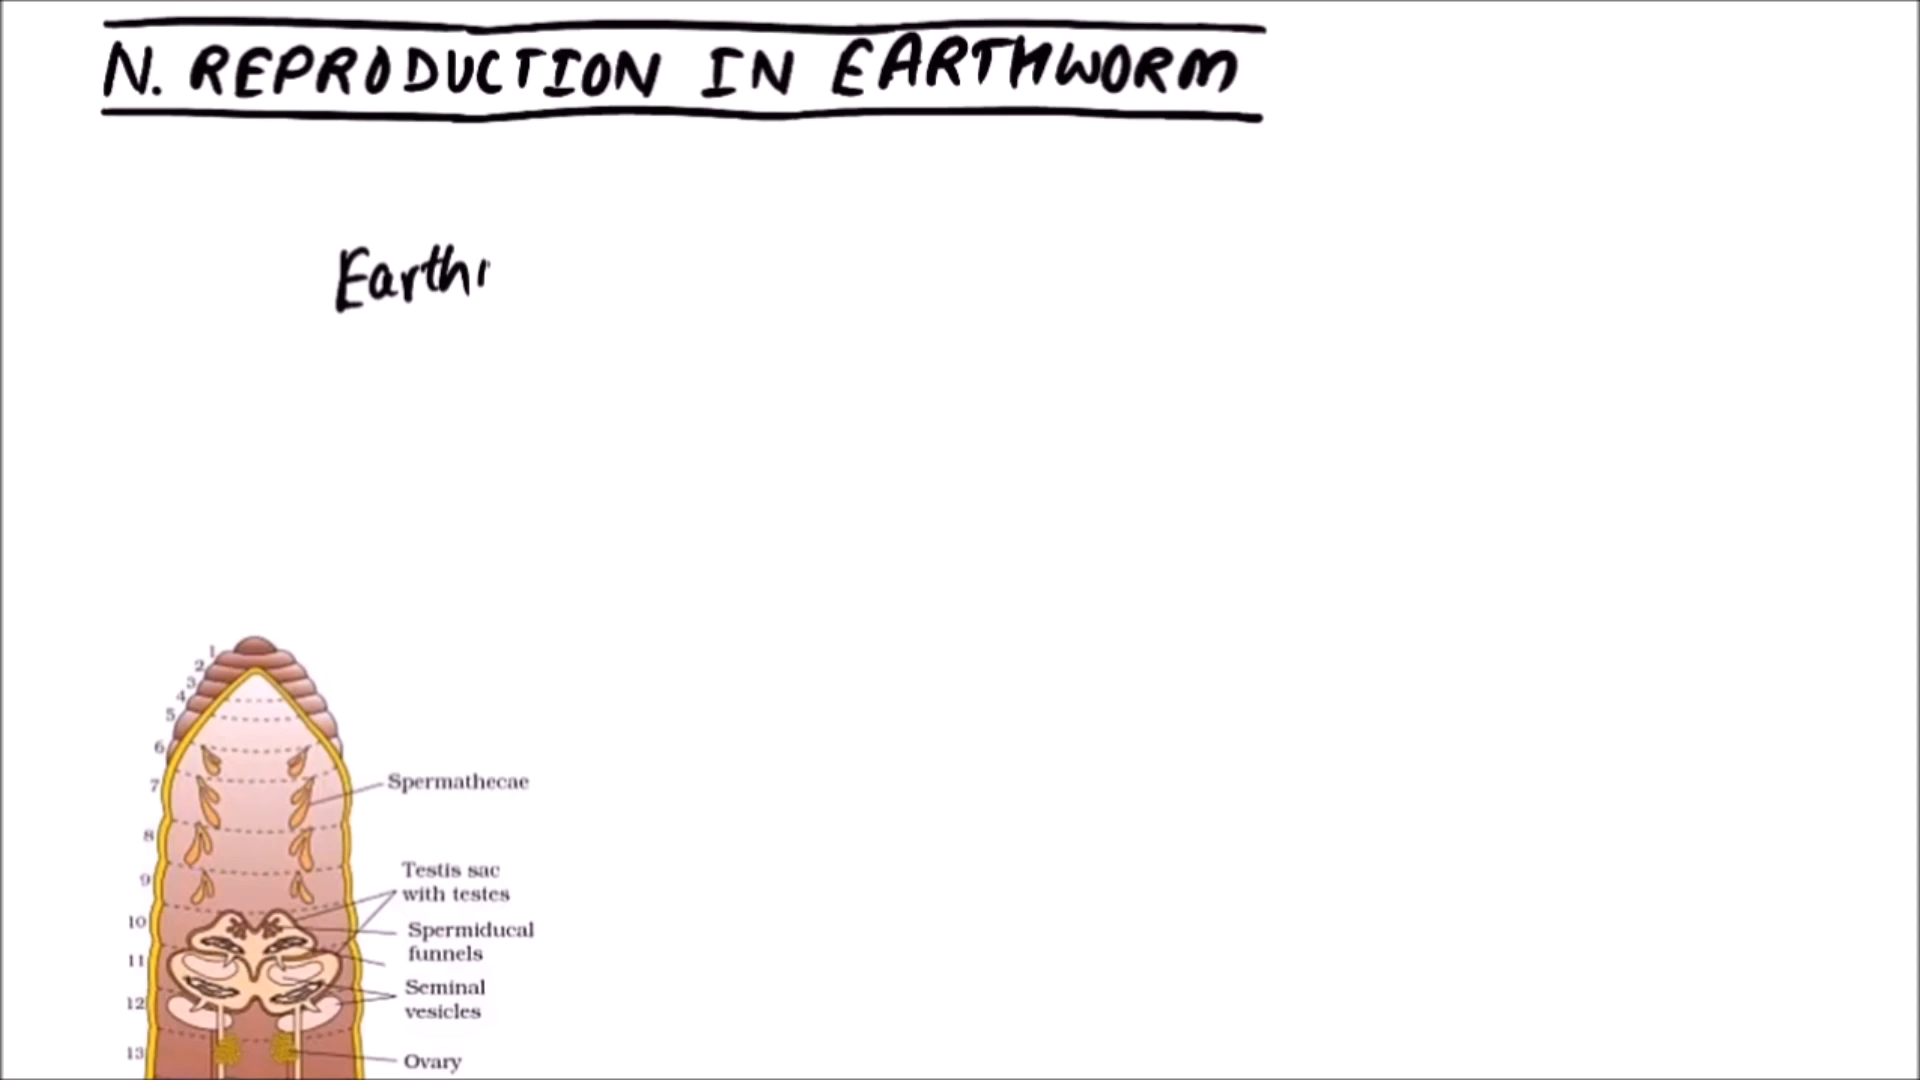 N. REPRODUCTION IN EARTHWORM
Earthı
1
2
3
4
5
6
7
Spermathecae
8
9
Testis sac
with testes
10
Spermiducal
funnels
11
Seminal
vesicles
12
13
Ovary